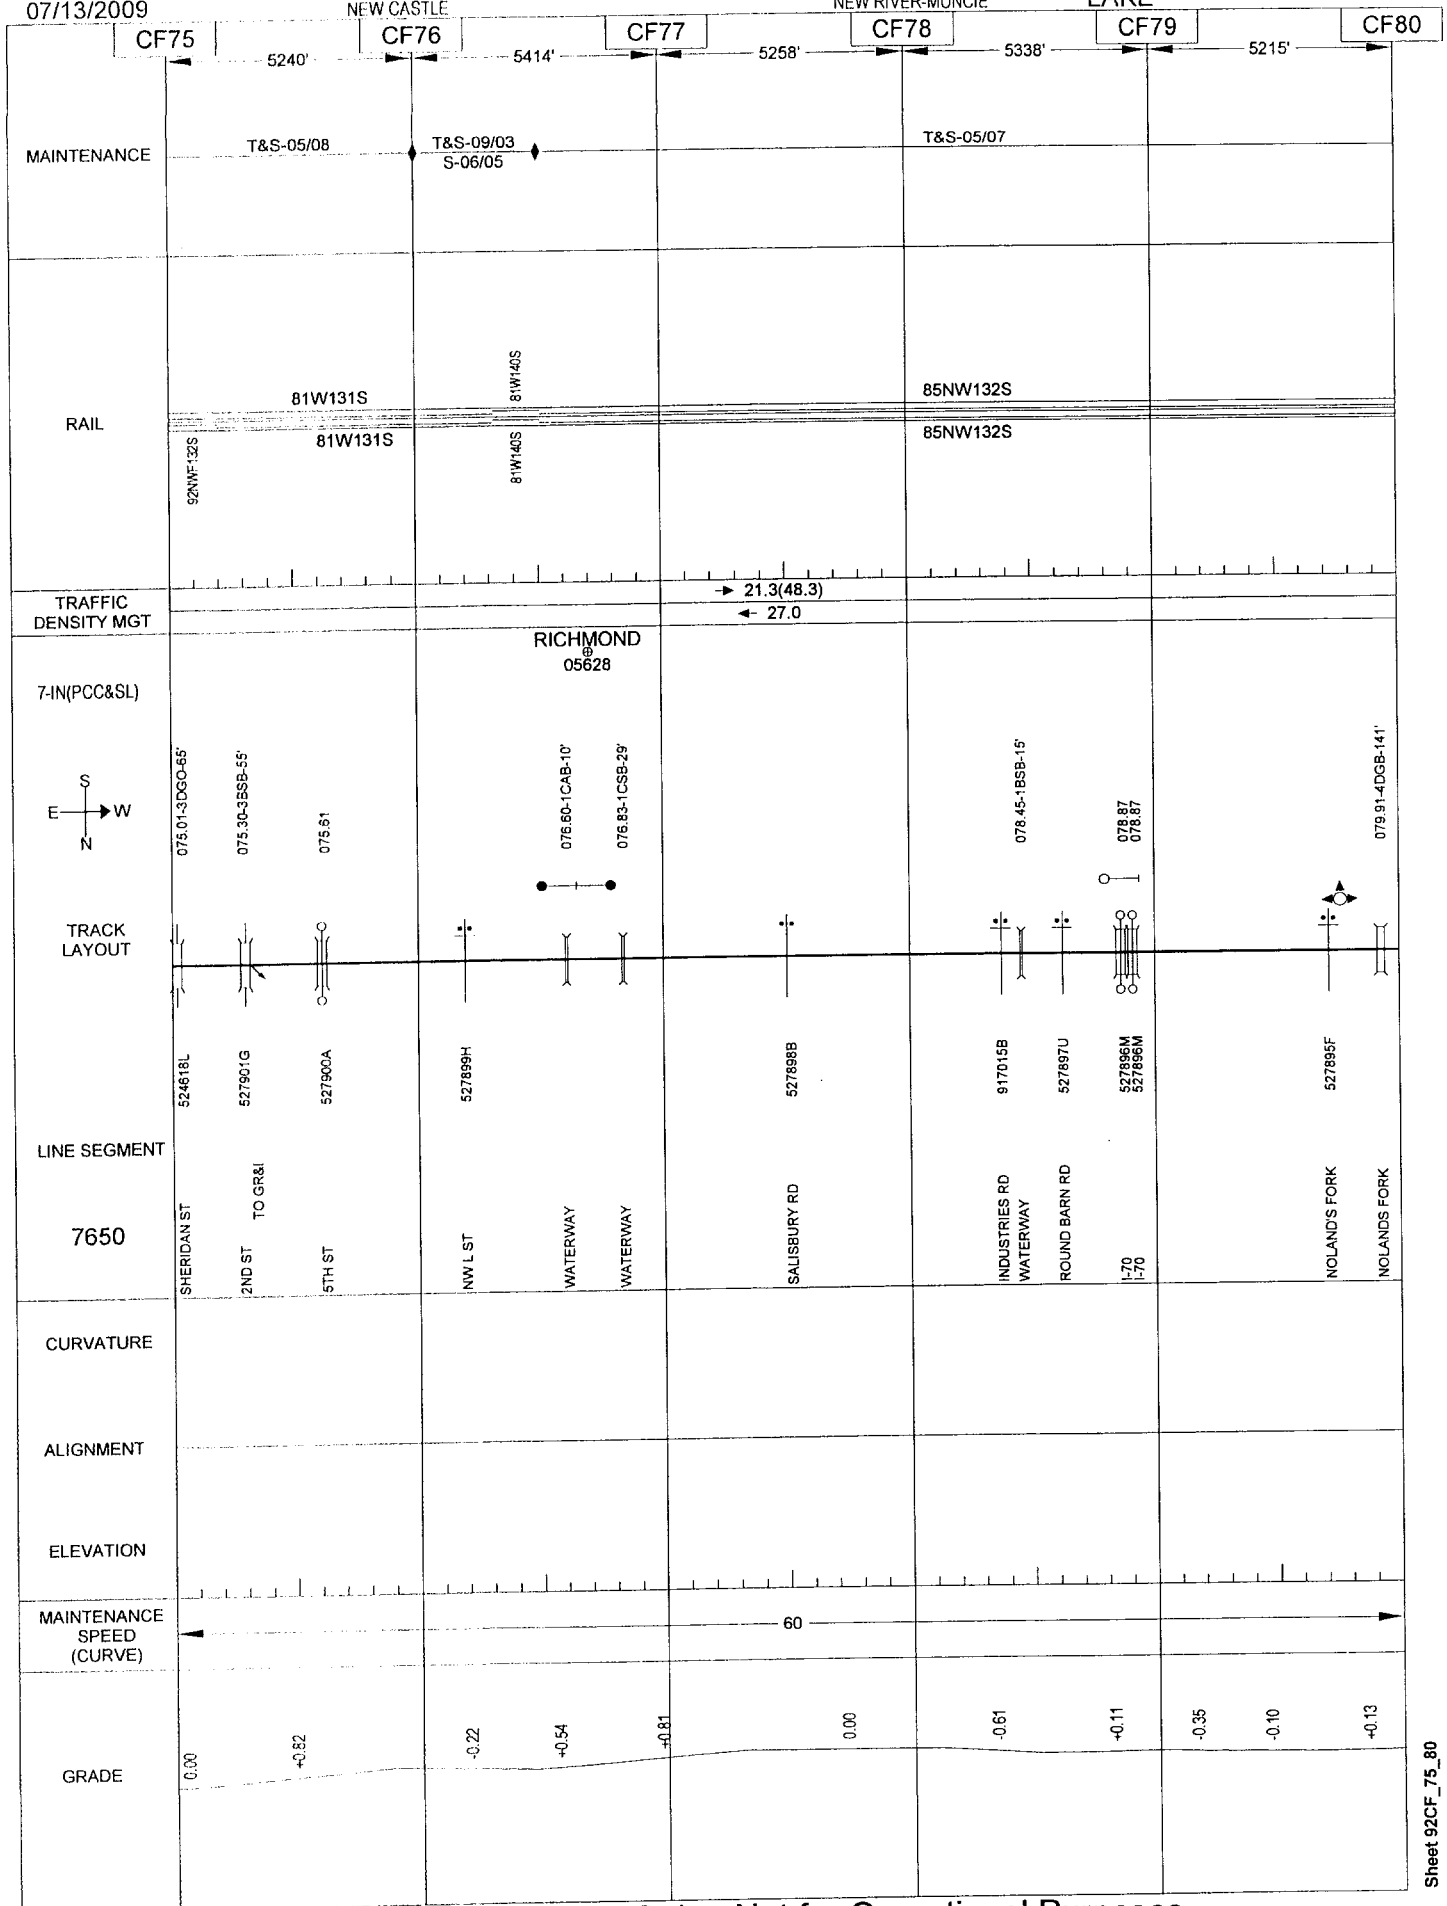 07/13/2009 NEW CASTLE NEW RIVER-MUNCIE LAKE
CF75 CF76 CF77 CF78 CF79 CF80
5240' 5414' 5258' 5338' 5215'
MAINTENANCE
T&S-05/08 T&S-09/03 T&S-05/07
S-06/05
RAIL
81W131S 81W140S 85NW132S
81W131S 81W140S 85NW132S
92NWF132S
TRAFFIC
DENSITY MGT
21.3(48.3)
27.0
RICHMOND
05628
7-IN(PCC&SL)
S
E W
N
075.01-3DGO-65'
075.30-3BSB-55'
075.61
076.60-1CAB-10'
076.83-1CSB-29'
078.45-1BSB-15'
078.87
078.87
079.91-4DGB-141'
TRACK
LAYOUT
524618L
527901G
527900A
527899H
527898B
917015B
527897U
527896M
527896M
527895F
LINE SEGMENT
7650
SHERIDAN ST
2ND ST
TO GR&I
5TH ST
NW L ST
WATERWAY
WATERWAY
SALISBURY RD
INDUSTRIES RD
WATERWAY
ROUND BARN RD
I-70
I-70
NOLAND'S FORK
NOLANDS FORK
CURVATURE
ALIGNMENT
ELEVATION
MAINTENANCE
SPEED
(CURVE)
60
GRADE
0.00
+0.82
-0.22
+0.54
+0.81
0.00
-0.61
+0.11
-0.35
-0.10
+0.13
Sheet 92CF_75_80
Not for Operational Purposes